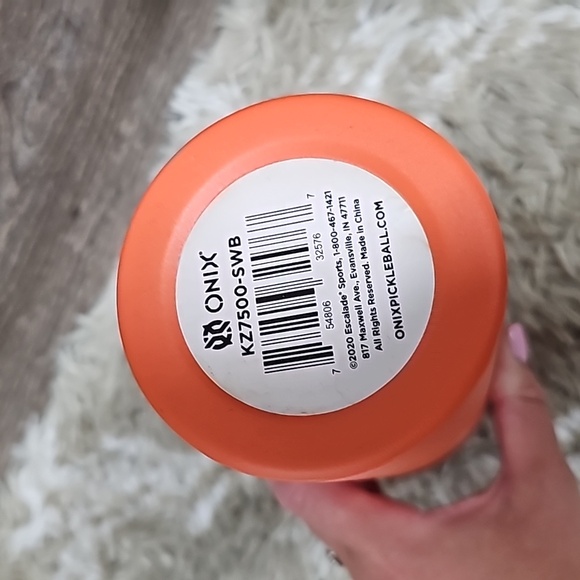 ONIX
KZ7500-SWB
7 54806 32576 7
©2020 Escalade® Sports, 1-800-467-1421
817 Maxwell Ave., Evansville, IN 47711
All Rights Reserved. Made in China
ONIXPICKLEBALL.COM